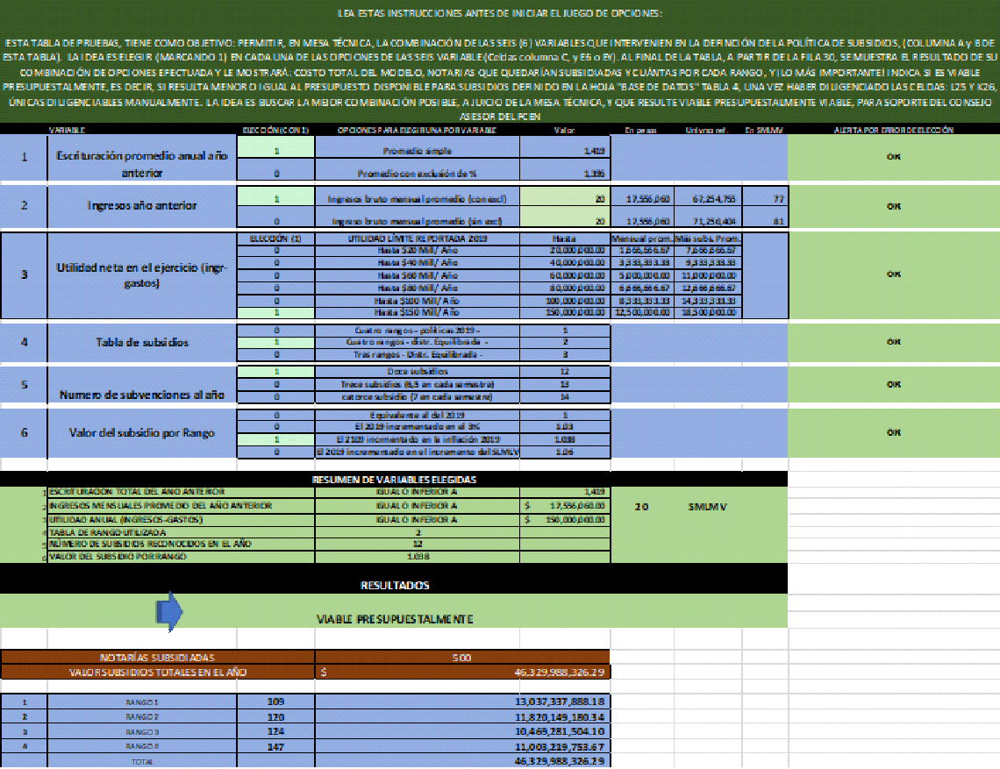 LEA ESTAS INSTRUCCIONES ANTES DE INICIAR EL JUEGO DE OPCIONES:
ESTA TABLA DE PRUEBAS, TIENE COMO OBJETIVO: PERMITIR, EN MESA TÉCNICA, LA COMBINACIÓN DE LAS SEIS (6) VARIABLES QUE INTERVIENEN EN LA DEFINCIÓN DE LA POLÍTICA DE SUBSIDIOS, (COLUMINA A y B DE
ESTA TABLA). LA IDEA ES ELEGIR (MARCANDO 1) EN CADA UNA DE LAS OPCIONES DE LAS SEIS VARIABLE (Celdas columna C, y E6 o EY). AL FINAL DE LA TABLA, A PARTIR DE LA FILA 30, SE MUESTRA EL RESULTADO DE SU
COMBINACIÓN DE OPCIONES EFECTUADA Y LE MOSTRARÁ: COSTO TOTAL DEL MODELO, NOTARÍAS QUE QUEDARÍAN SUBSIDIADAS Y CUÁNTAS POR CADA RANGO, Y ¡LO MÁS IMPORTANTE! INDICA SI ES VIABLE
PRESUPUESTALMENTE, ES DECIR, SI RESULTA MENOR O IGUAL AL PRESUPUESTO DISPONIBLE PARA SUBSIDIOS DEFINIDO EN LA HOJA "BASE DE DATOS" TABLA 4, UNA VEZ HABER DILIGENCIADO LAS CELDAS: L25 Y K26,
ÚNICAS DILIGENCIABLES MANUALMENTE. LA IDEA ES BUSCAR LA MEJOR COMBINACIÓN POSIBLE, A JUICIO DE LA MESA TÉCNICA, Y QUE RESULTE VIABLE PRESUPUESTALMENTE VIABLE, PARA SOPORTE DEL CONSEJO
ASESOR DEL FCEN
VARIABLE ELECCIÓN (CON 1) OPCIONES PARA ELEGIR UNA POR VARIABLE Valor En pesos Univrso ref. En SMLMV ALERTA POR ERROR DE ELECCIÓN
1 Escrituración promedio anual año anterior OK
1 Promedio simple 1,419
0 Promedio con exclusión de % 1,396
2 Ingresos año anterior OK
1 Ingresos bruto mensual promedio (con excl) 20 17,556,060 67,254,755 77
0 Ingreso bruto mensual promedio (sin excl) 20 17,556,060 71,250,404 81
3 Utilidad neta en el ejercicio (ingr-gastos) OK
ELECCIÓN (1) UTILIDAD LÍMITE REPORTADA 2019 Hasta Mensual prom. Más subs. Prom.
0 Hasta $20 Mill/ Año 20,000,000.00 1,666,666.67 7,666,666.67
0 Hasta $40 Mill/ Año 40,000,000.00 3,333,333.33 9,333,333.33
0 Hasta $60 Mill/ Año 60,000,000.00 5,000,000.00 11,000,000.00
0 Hasta $80 Mill/ Año 80,000,000.00 6,666,666.67 12,666,666.67
0 Hasta $100 Mill/ Año 100,000,000.00 8,333,333.33 14,333,333.33
1 Hasta $150 Mill/ Año 150,000,000.00 12,500,000.00 18,500,000.00
4 Tabla de subsidios OK
0 Cuatro rangos - políticas 2019 - 1
1 Cuatro rangos - distr. Equilibrada - 2
0 Tres rangos - Distr. Equilibrada - 3
5 Numero de subvenciones al año OK
1 Doce subsidios 12
0 Trece subsidios (6,5 en cada semestre) 13
0 catorce subsidio (7 en cada semestre) 14
6 Valor del subsidio por Rango OK
0 Equivalente al del 2019 1
0 El 2019 incrementado en el 3% 1.03
1 El 2109 incrmentado en la inflación 2019 1.038
0 El 2019 incrementado en el incremento del SLMLV 1.06
RESUMEN DE VARIABLES ELEGIDAS
1 ESCRITURACIÓN TOTAL DEL AÑO ANTERIOR IGUAL O INFERIOR A 1,419
2 INGRESOS MENSUALES PROMEDIO DEL AÑO ANTERIOR IGUAL O INFERIOR A $ 17,556,060.00 20 SMLMV
3 UTILIDAD ANUAL (INGRESOS-GASTOS) IGUAL O INFERIOR A $ 150,000,000.00
4 TABLA DE RANGO UTILIZADA 2
5 NÚMERO DE SUBSIDIOS RECONOCIDOS EN EL AÑO 12
6 VALOR DEL SUBSIDIO POR RANGO 1.038
RESULTADOS
VIABLE PRESUPUESTALMENTE
NOTARÍAS SUBSIDIADAS 500
VALOR SUBSIDIOS TOTALES EN EL AÑO $ 46,329,988,326.29
1 RANGO 1 109 13,037,337,888.18
2 RANGO 2 120 11,820,149,180.34
3 RANGO 3 124 10,469,281,504.10
4 RANGO 4 147 11,003,219,753.67
TOTAL 46,329,988,326.29